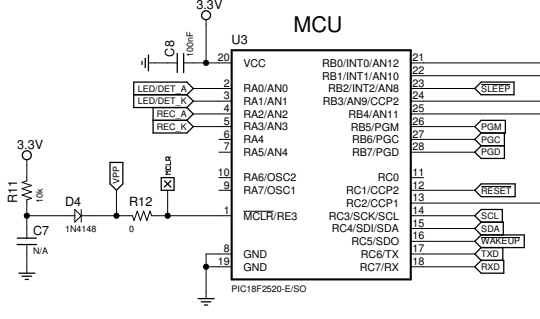 3.3V
MCU
U3
C8
100nF
20 VCC
LED/DET_A 2 RA0/AN0
LED/DET_K 3 RA1/AN1
REC_A 4 RA2/AN2
REC_K 5 RA3/AN3
6 RA4
7 RA5/AN4
10 RA6/OSC2
9 RA7/OSC1
1 MCLR/RE3
8 GND
19 GND
RB0/INT0/AN12 21
RB1/INT1/AN10 22
RB2/INT2/AN8 23 SLEEP
RB3/AN9/CCP2 24
RB4/AN11 25
RB5/PGM 26 PGM
RB6/PGC 27 PGC
RB7/PGD 28 PGD
RC0 11
RC1/CCP2 12 RESET
RC2/CCP1 13
RC3/SCK/SCL 14 SCL
RC4/SDI/SDA 15 SDA
RC5/SDO 16 WAKEUP
RC6/TX 17 TXD
RC7/RX 18 RXD
PIC18F2520-E/SO
3.3V
R11
10k
D4
1N4148
VPP
R12
0
MCLR
C7
N/A